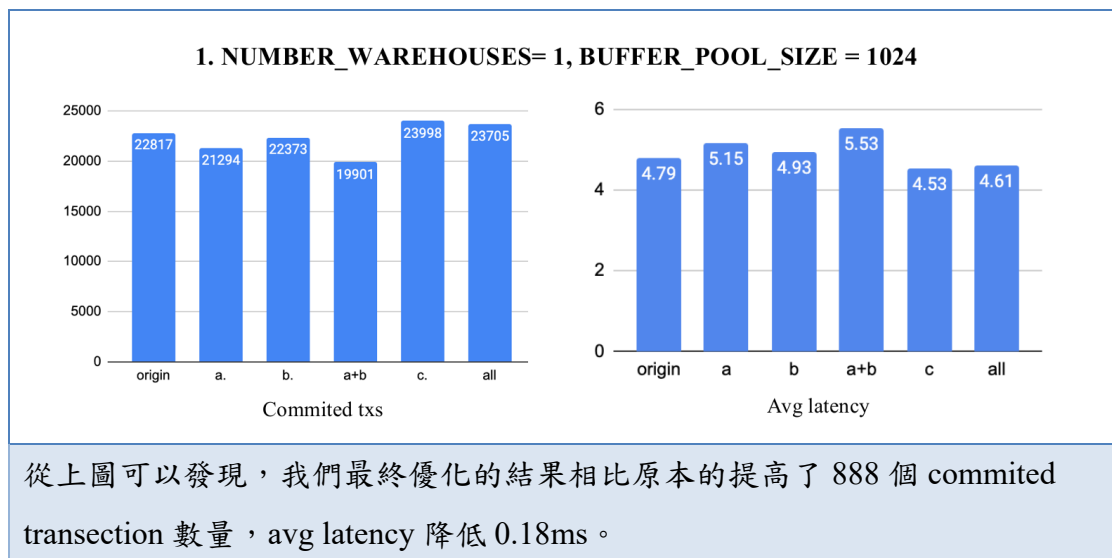 1. NUMBER_WAREHOUSES= 1, BUFFER_POOL_SIZE = 1024
25000
20000
15000
10000
5000
0
22817
21294
22373
19901
23998
23705
origin
a.
b.
a+b
c.
all
Commited txs
6
4
2
0
4.79
5.15
4.93
5.53
4.53
4.61
origin
a
b
a+b
c
all
Avg latency
從上圖可以發現，我們最終優化的結果相比原本的提高了 888 個 commited
transection 數量，avg latency 降低 0.18ms。